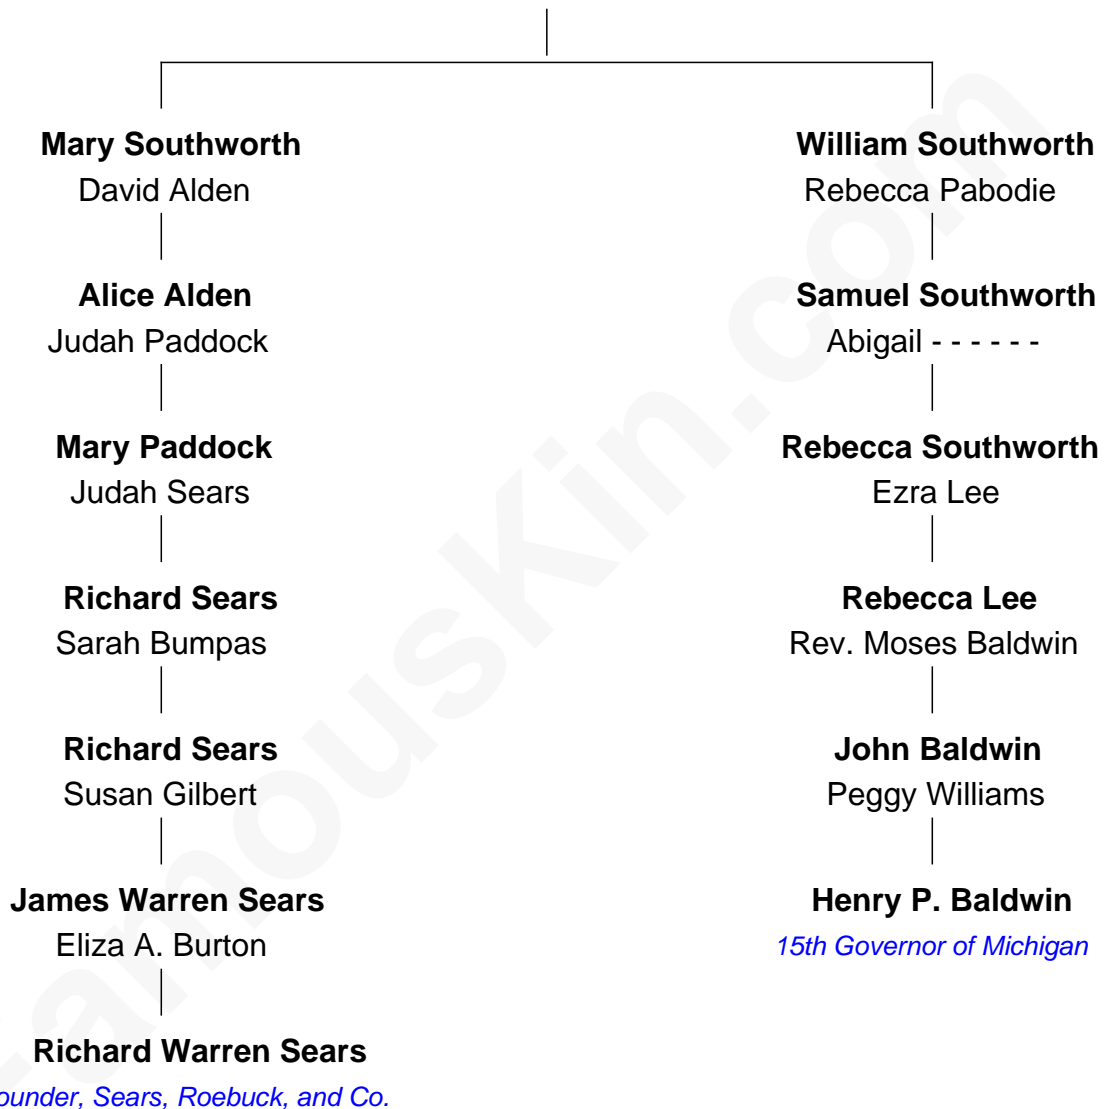 Mary Southworth
David Alden
William Southworth
Rebecca Pabodie
Alice Alden
Judah Paddock
Samuel Southworth
Abigail - - - - - -
Mary Paddock
Judah Sears
Rebecca Southworth
Ezra Lee
Richard Sears
Sarah Bumpas
Rebecca Lee
Rev. Moses Baldwin
Richard Sears
Susan Gilbert
John Baldwin
Peggy Williams
James Warren Sears
Eliza A. Burton
Henry P. Baldwin
15th Governor of Michigan
Richard Warren Sears
ounder, Sears, Roebuck, and Co.
FamousKin.com